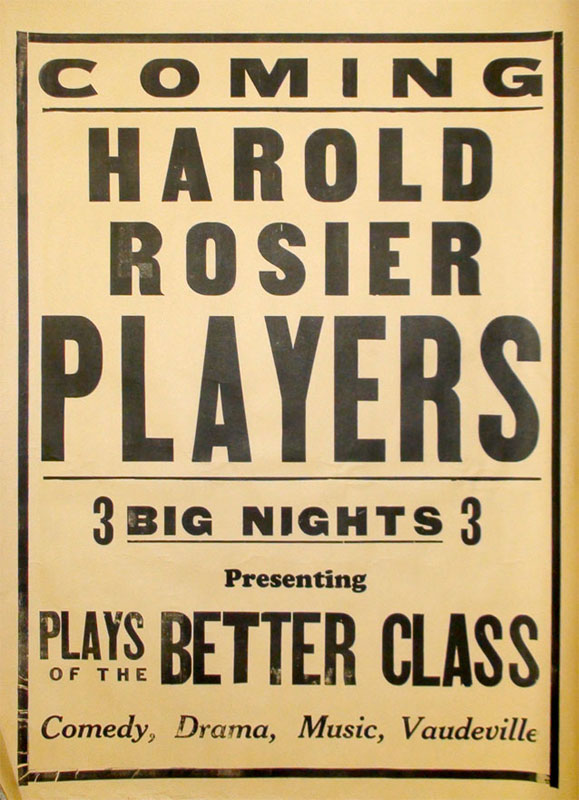 COMING
HAROLD
ROSIER
PLAYERS
3 BIG NIGHTS 3
Presenting
PLAYS OF THE BETTER CLASS
Comedy, Drama, Music, Vaudeville